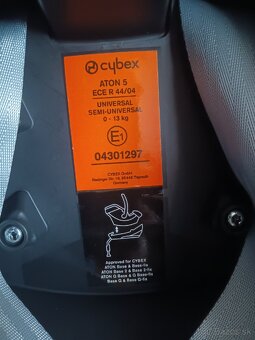 cybex
ATON 5
ECE R 44/04
UNIVERSAL
SEMI-UNIVERSAL
0 - 13 kg
E1
04301297
CYBEX GmbH
Germany
Approved for CYBEX
ATON Base & Base-fix
ATON Base 2 & Base 2-fix
ATON Q Base & Q Base-fix
Base Q & Base Q-fix